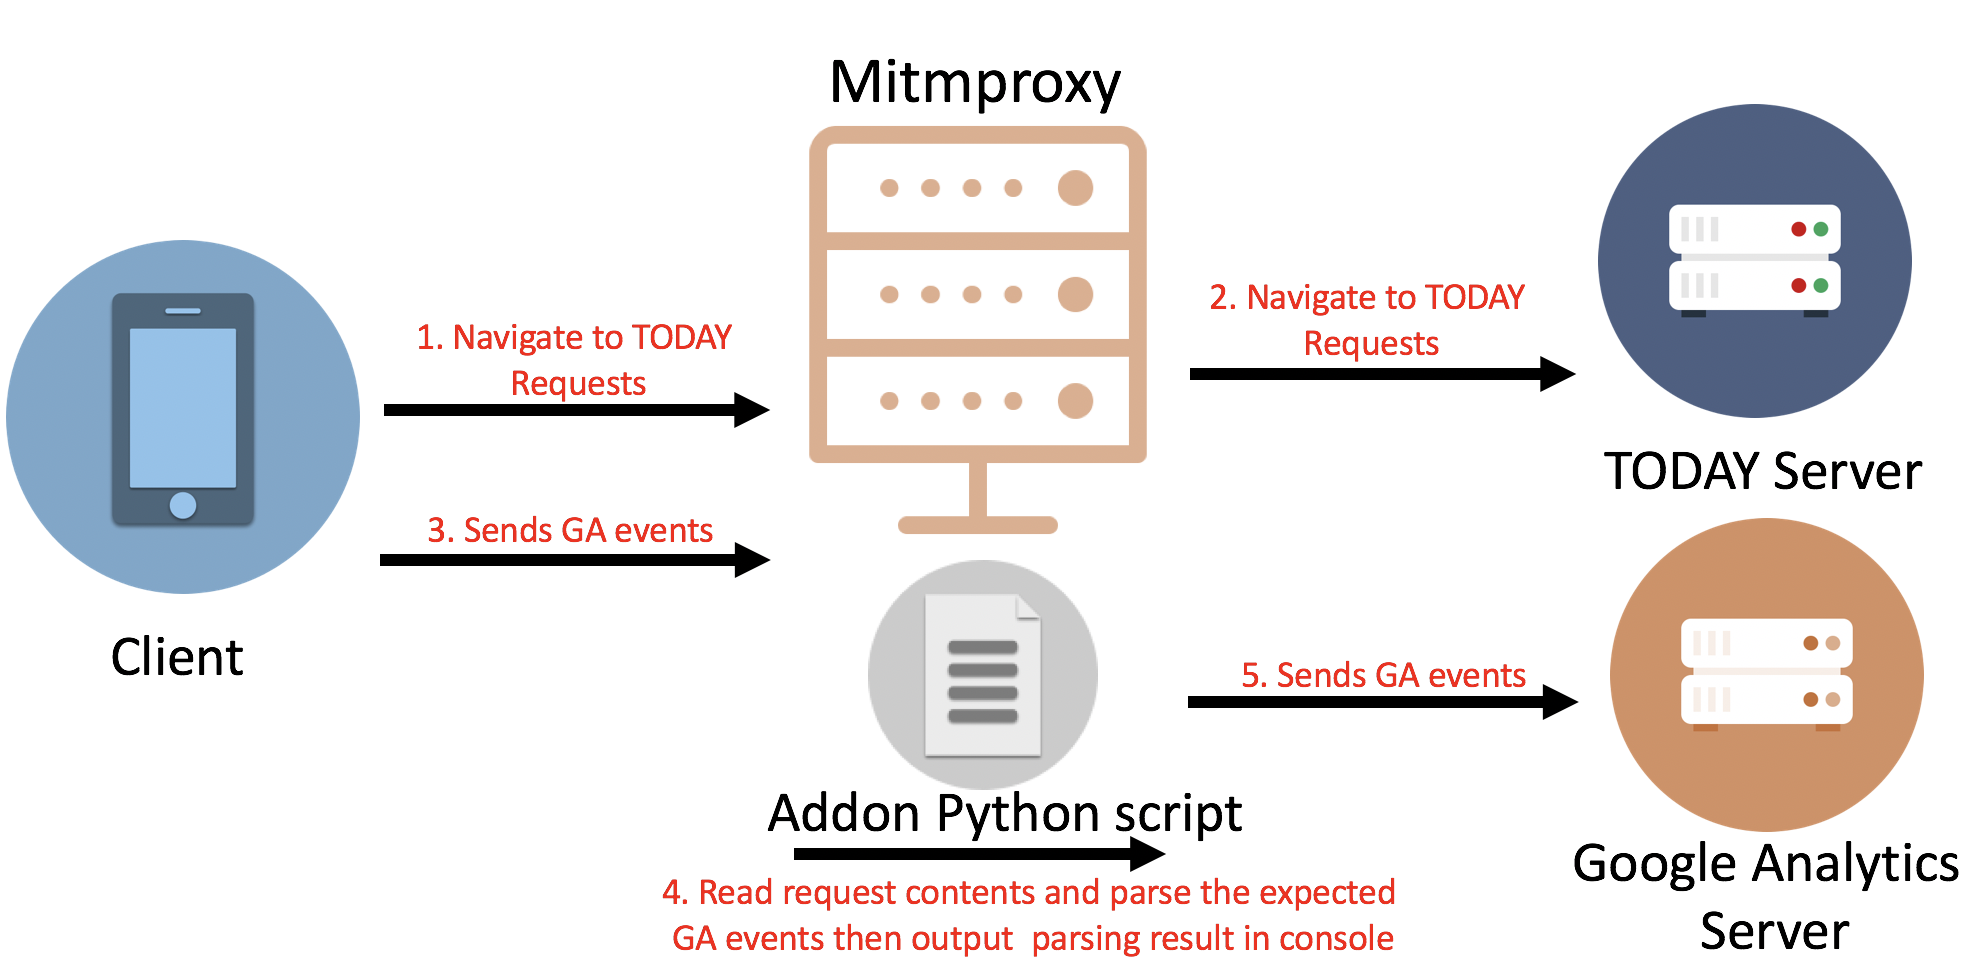 Mitmproxy
1. Navigate to TODAY
Requests
2. Navigate to TODAY
Requests
TODAY Server
3. Sends GA events
Client
5. Sends GA events
Addon Python script
4. Read request contents and parse the expected
GA events then output  parsing result in console
Google Analytics
Server